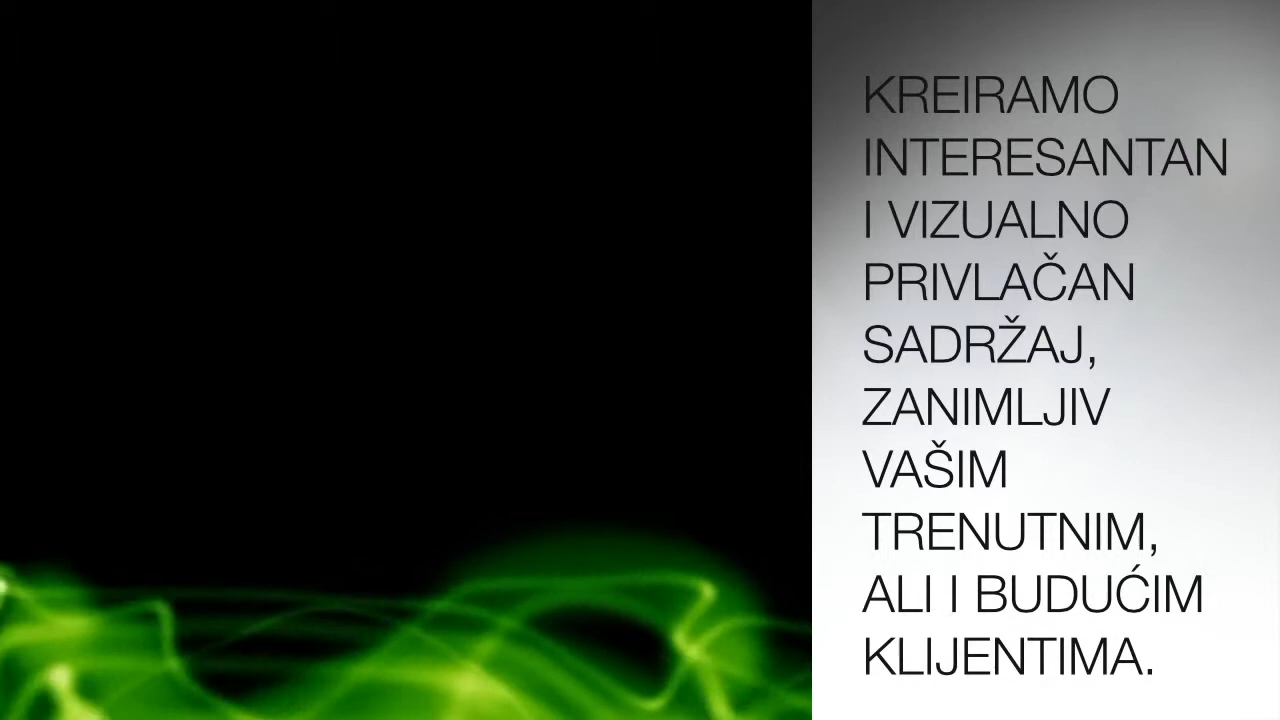 KREIRAMO
INTERESANTAN
I VIZUALNO
PRIVLAČAN
SADRŽAJ,
ZANIMLJIV
VAŠIM
TRENUTNIM,
ALI I BUDUĆIM
KLIJENTIMA.